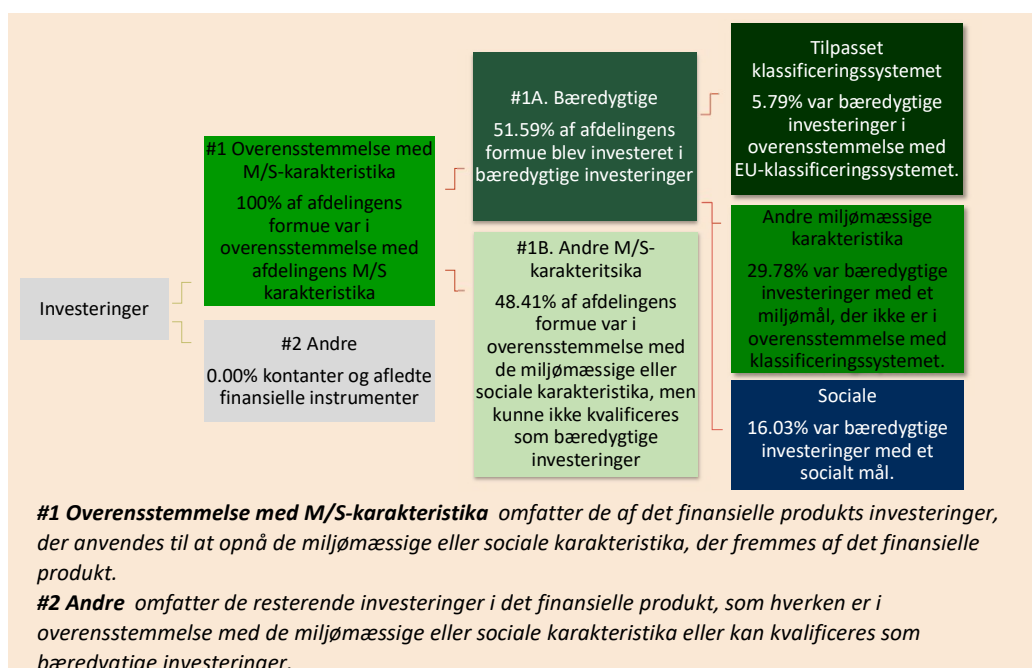 Investeringer
#1 Overensstemmelse med
M/S-karakteristika
100% af afdelingens
formue var i
overensstemmelse med
afdelingens M/S
karakteristika
#2 Andre
0.00% kontanter og afledte
finansielle instrumenter
#1A. Bæredygtige
51.59% af afdelingens
formue blev investeret i
bæredygtige investeringer
#1B. Andre M/S-
karakteritsika
48.41% af afdelingens
formue var i
overensstemmelse med
de miljømæssige eller
sociale karakteristika, men
kunne ikke kvalificeres
som bæredygtige
investeringer
Tilpasset
klassificeringssystemet
5.79% var bæredygtige
investeringer i
overensstemmelse med
EU-klassificeringssystemet.
Andre miljømæssige
karakteristika
29.78% var bæredygtige
investeringer med et
miljømål, der ikke er i
overensstemmelse med
klassificeringssystemet.
Sociale
16.03% var bæredygtige
investeringer med et
socialt mål.
#1 Overensstemmelse med M/S-karakteristika omfatter de af det finansielle produkts investeringer,
der anvendes til at opnå de miljømæssige eller sociale karakteristika, der fremmes af det finansielle
produkt.
#2 Andre omfatter de resterende investeringer i det finansielle produkt, som hverken er i
overensstemmelse med de miljømæssige eller sociale karakteristika eller kan kvalificeres som
bæredygtige investeringer.